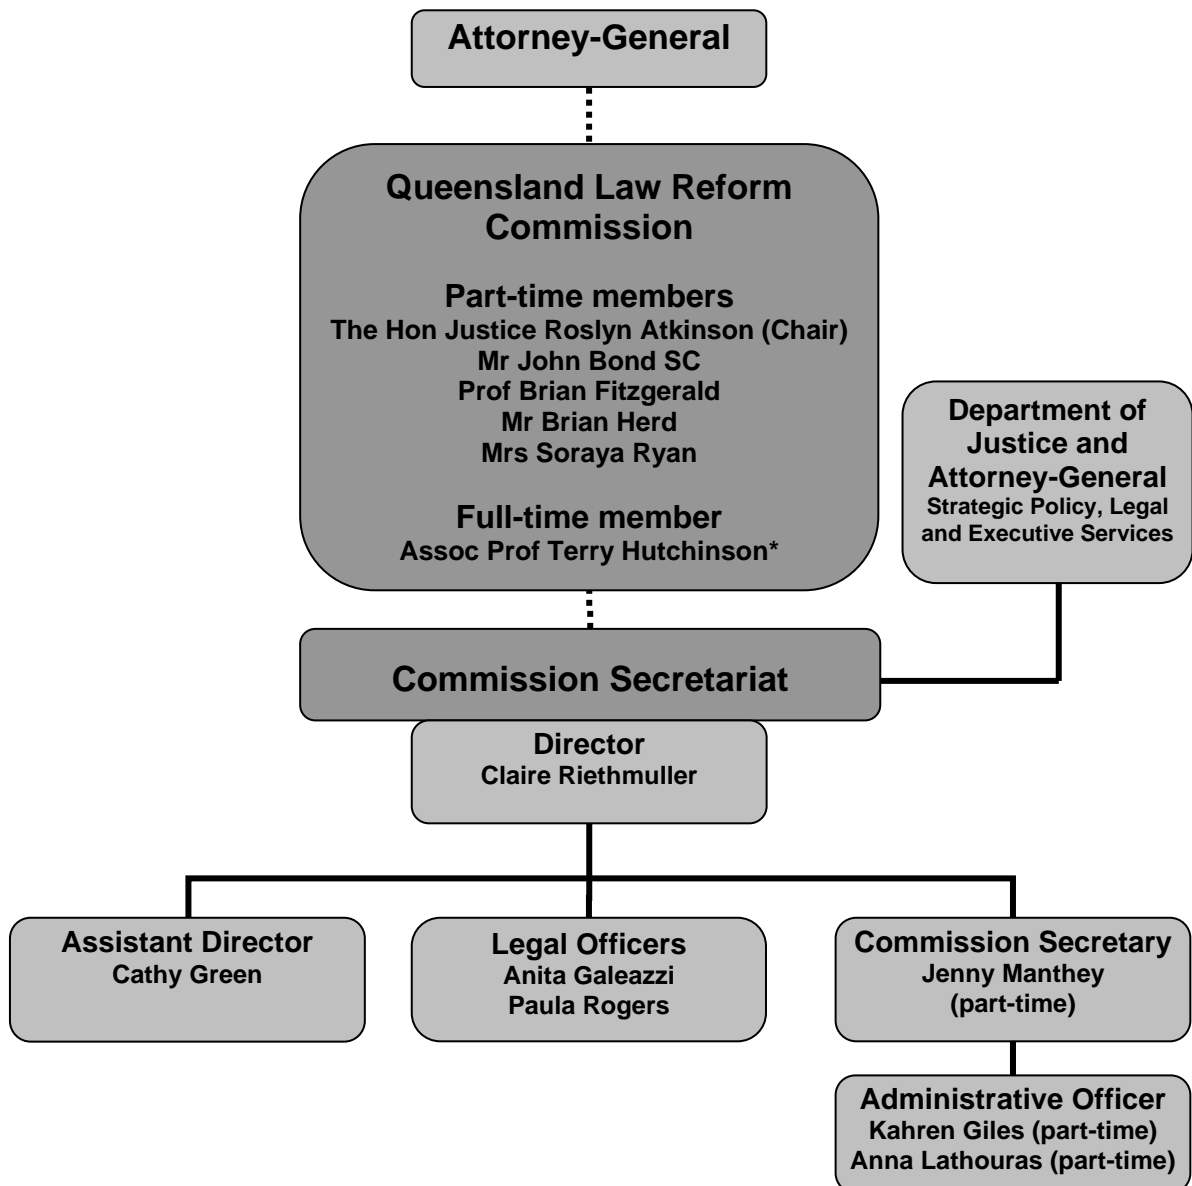 Attorney-General
Queensland Law Reform
Commission
Part-time members
The Hon Justice Roslyn Atkinson (Chair)
Mr John Bond SC
Prof Brian Fitzgerald
Mr Brian Herd
Mrs Soraya Ryan
Full-time member
Assoc Prof Terry Hutchinson*
Department of
Justice and
Attorney-General
Strategic Policy, Legal
and Executive Services
Commission Secretariat
Director
Claire Riethmuller
Assistant Director
Cathy Green
Legal Officers
Anita Galeazzi
Paula Rogers
Commission Secretary
Jenny Manthey
(part-time)
Administrative Officer
Kahren Giles (part-time)
Anna Lathouras (part-time)